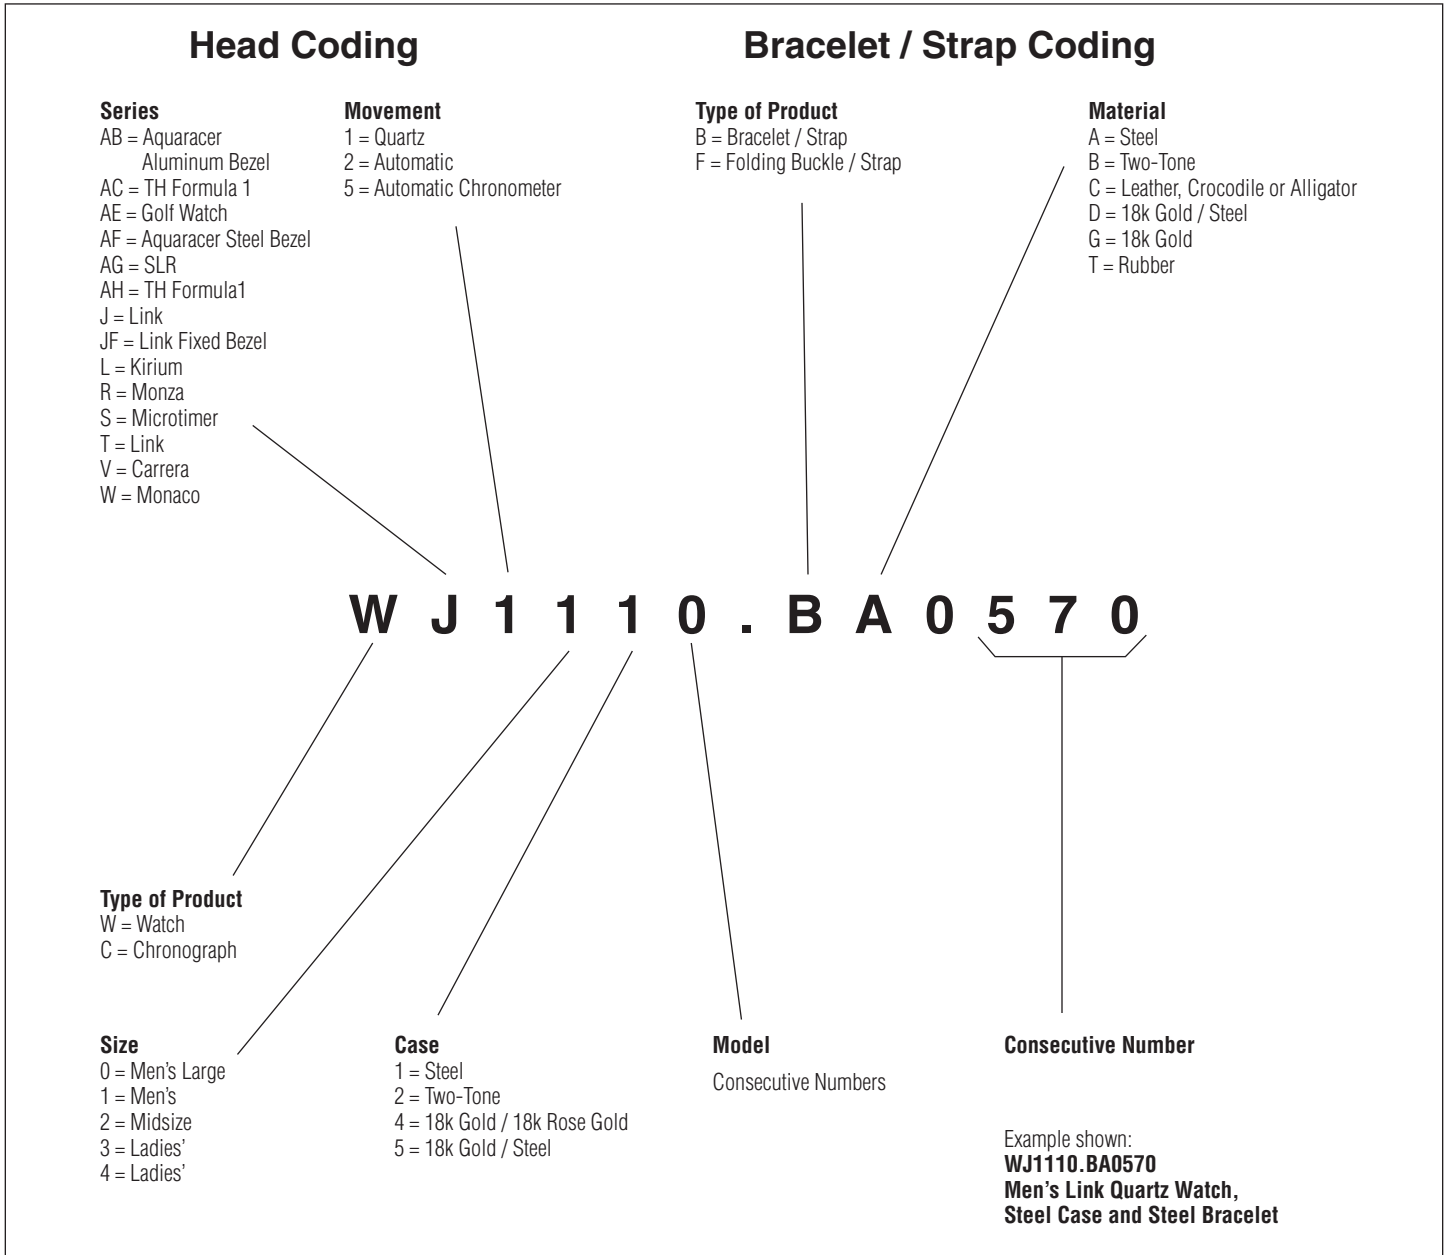 Head Coding
Bracelet / Strap Coding
Series
AB = Aquaracer
Aluminum Bezel
AC = TH Formula 1
AE = Golf Watch
AF = Aquaracer Steel Bezel
AG = SLR
AH = TH Formula1
J = Link
JF = Link Fixed Bezel
L = Kirium
R = Monza
S = Microtimer
T = Link
V = Carrera
W = Monaco
Movement
1 = Quartz
2 = Automatic
5 = Automatic Chronometer
Type of Product
B = Bracelet / Strap
F = Folding Buckle / Strap
Material
A = Steel
B = Two-Tone
C = Leather, Crocodile or Alligator
D = 18k Gold / Steel
G = 18k Gold
T = Rubber
W J 1 1 1 0 . B A 0 5 7 0
Type of Product
W = Watch
C = Chronograph
Size
0 = Men’s Large
1 = Men’s
2 = Midsize
3 = Ladies’
4 = Ladies’
Case
1 = Steel
2 = Two-Tone
4 = 18k Gold / 18k Rose Gold
5 = 18k Gold / Steel
Model
Consecutive Numbers
Consecutive Number
Example shown:
WJ1110.BA0570
Men’s Link Quartz Watch,
Steel Case and Steel Bracelet